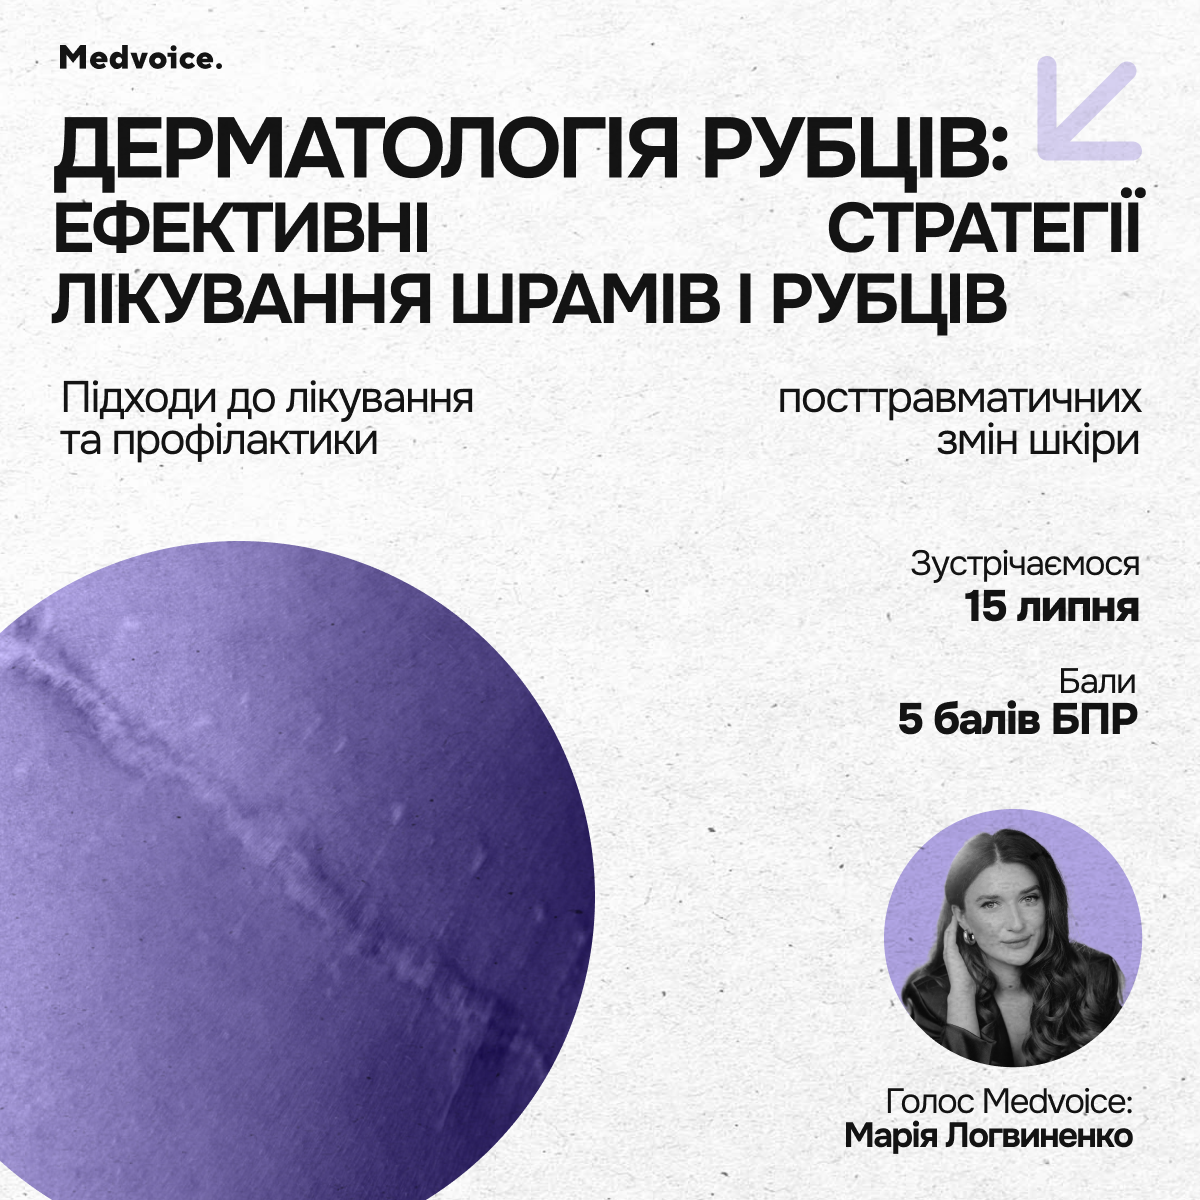 Medvoice.
ДЕРМАТОЛОГІЯ РУБЦІВ:
ЕФЕКТИВНІ СТРАТЕГІЇ
ЛІКУВАННЯ ШРАМІВ І РУБЦІВ
Підходи до лікування посттравматичних
та профілактики змін шкіри
Зустрічаємося
15 липня
Бали
5 балів БПР
Голос Medvoice:
Марія Логвиненко